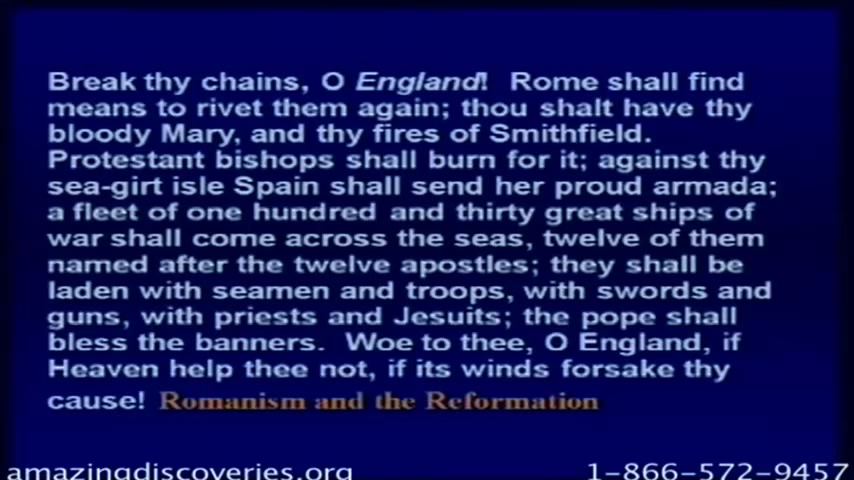 Break thy chains, O England! Rome shall find
means to rivet them again; thou shalt have thy
bloody Mary, and thy fires of Smithfield.
Protestant bishops shall burn for it; against thy
sea-girt isle Spain shall send her proud armada;
a fleet of one hundred and thirty great ships of
war shall come across the seas, twelve of them
named after the twelve apostles; they shall be
laden with seamen and troops, with swords and
guns, with priests and Jesuits; the pope shall
bless the banners. Woe to thee, O England, if
Heaven help thee not, if its winds forsake thy
cause! Romanism and the Reformation
amazingdiscoveries.org 1-866-572-9457